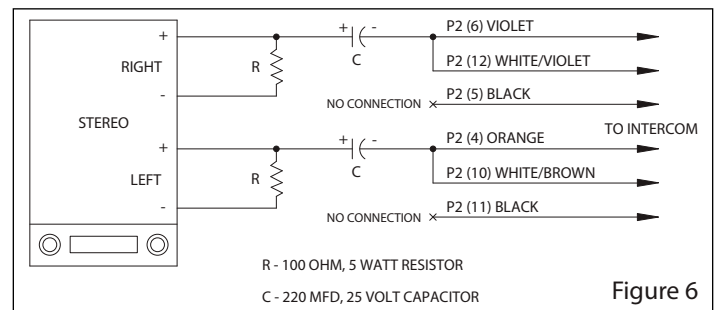 +
RIGHT
-
STEREO
+
LEFT
-
R
+ -
C
P2 (6) VIOLET
P2 (12) WHITE/VIOLET
NO CONNECTION
P2 (5) BLACK
TO INTERCOM
R
+ -
C
P2 (4) ORANGE
P2 (10) WHITE/BROWN
NO CONNECTION
P2 (11) BLACK
R - 100 OHM, 5 WATT RESISTOR
C - 220 MFD, 25 VOLT CAPACITOR
Figure 6